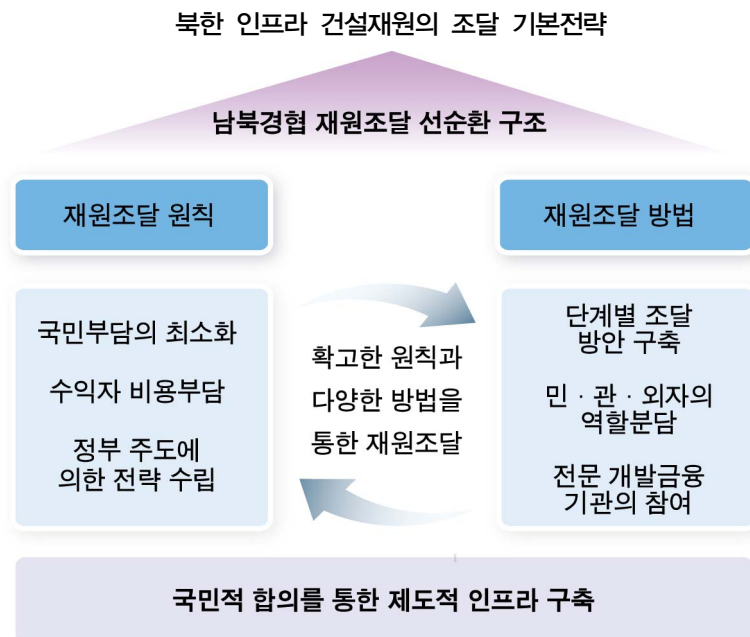 북한 인프라 건설재원의 조달 기본전략
남북경협 재원조달 선순환 구조
재원조달 원칙
국민부담의 최소화
수익자 비용부담
정부 주도에
의한 전략 수립
확고한 원칙과
다양한 방법을
통한 재원조달
재원조달 방법
단계별 조달
방안 구축
민 · 관 · 외자의
역할분담
전문 개발금융
기관의 참여
국민적 합의를 통한 제도적 인프라 구축